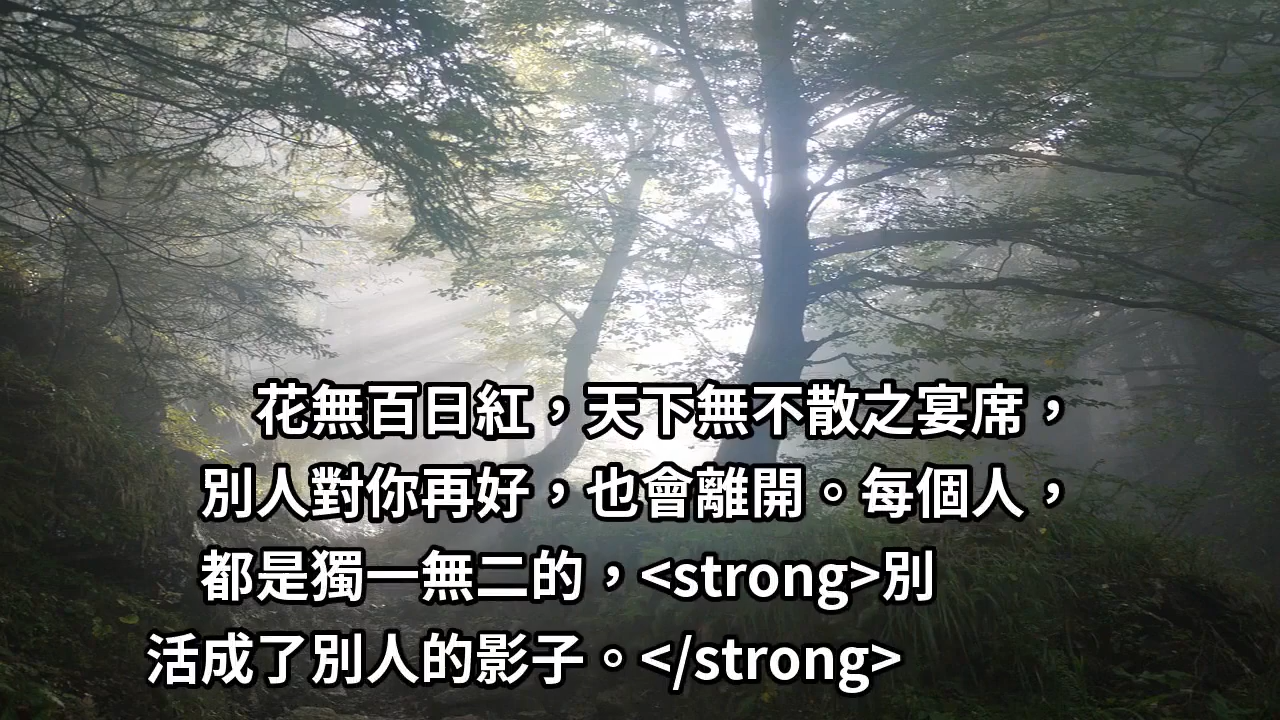 花無百日紅，天下無不散之宴席，
別人對你再好，也會離開。每個人，
都是獨一無二的，<strong>別
活成了別人的影子。</strong>